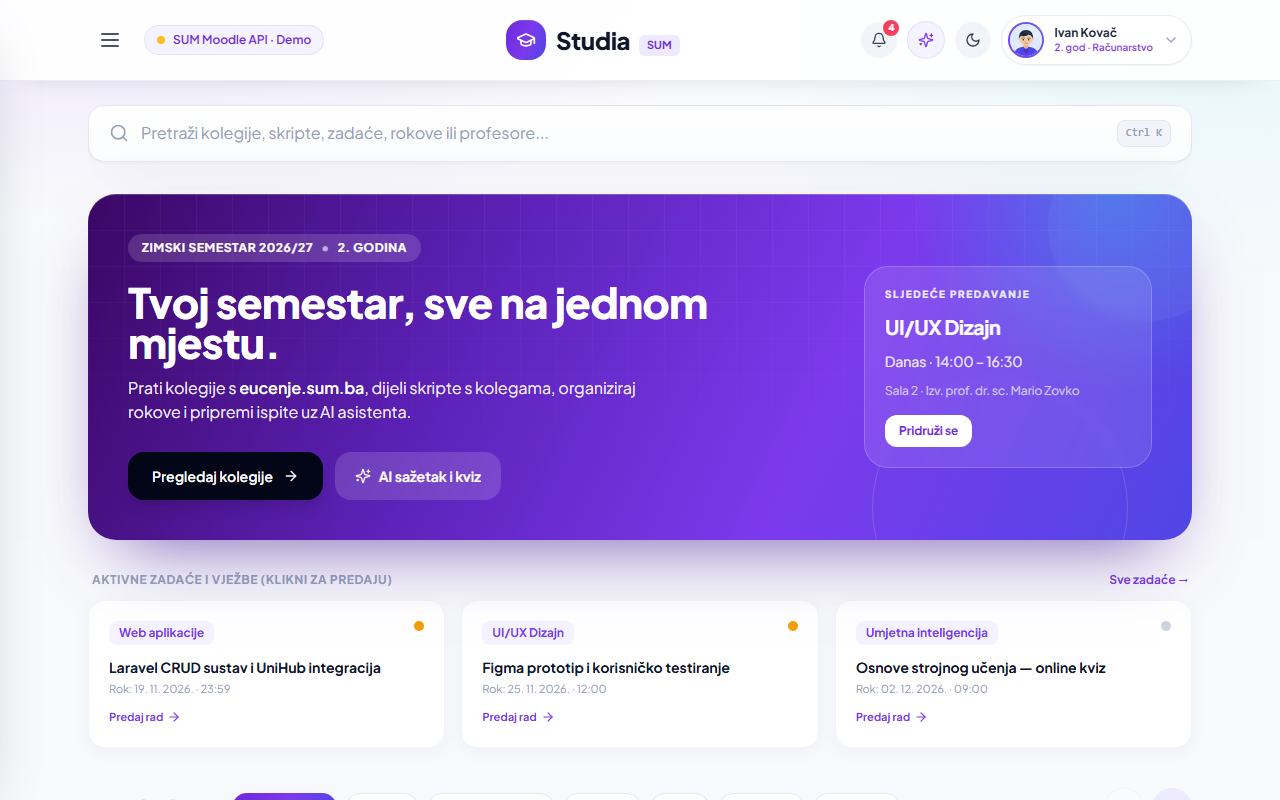 SUM Moodle API · Demo
Studia SUM
4
Ivan Kovač
2. god · Računarstvo
Pretraži kolegije, skripte, zadaće, rokove ili profesore...
Ctrl K
ZIMSKI SEMESTAR 2026/27 • 2. GODINA
Tvoj semestar, sve na jednom
mjestu.
Prati kolegije s eucenje.sum.ba, dijeli skripte s kolegama, organiziraj
rokove i pripremi ispite uz AI asistenta.
Pregledaj kolegije →
AI sažetak i kviz
SLJEDEĆE PREDAVANJE
UI/UX Dizajn
Danas · 14:00 – 16:30
Sala 2 · Izv. prof. dr. sc. Mario Zovko
Pridruži se
AKTIVNE ZADAĆE I VJEŽBE (KLIKNI ZA PREDAJU)
Sve zadaće →
Web aplikacije
Laravel CRUD sustav i UniHub integracija
Rok: 19. 11. 2026. · 23:59
Predaj rad →
UI/UX Dizajn
Figma prototip i korisničko testiranje
Rok: 25. 11. 2026. · 12:00
Predaj rad →
Umjetna inteligencija
Osnove strojnog učenja — online kviz
Rok: 02. 12. 2026. · 09:00
Predaj rad →